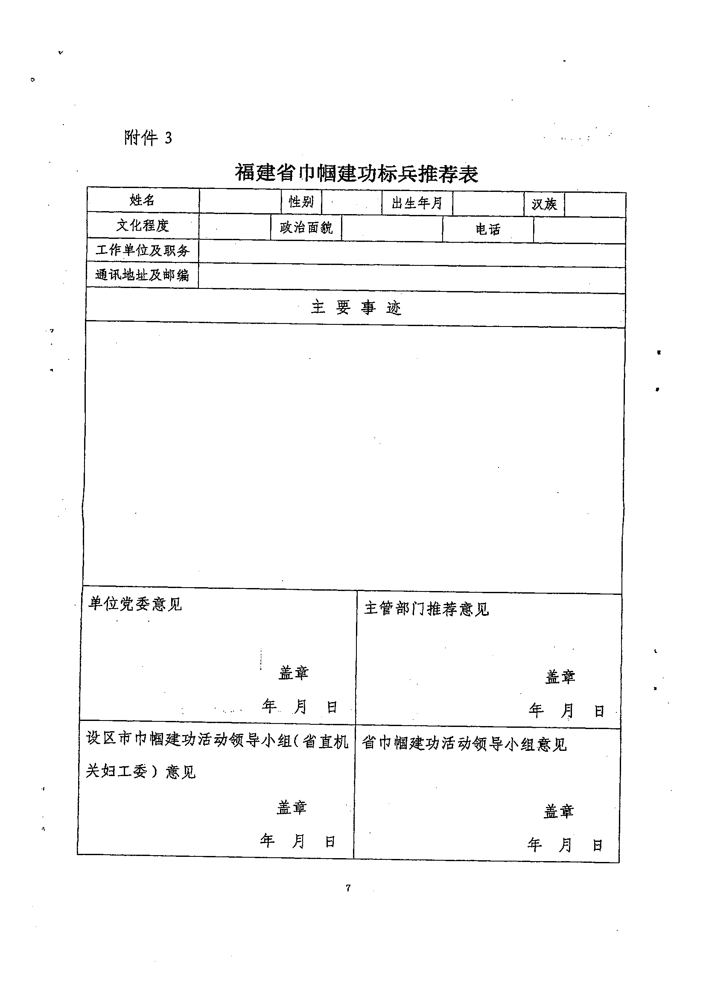 附件 3
福建省巾帼建功标兵推荐表
姓名 性别 出生年月 汉族
文化程度 政治面貌 电话
工作单位及职务
通讯地址及邮编
主 要 事 迹
单位党委意见
盖章
年 月 日
主管部门推荐意见
盖章
年 月 日
设区市巾帼建功活动领导小组(省直机
关妇工委)意见
盖章
年 月 日
省巾帼建功活动领导小组意见
盖章
年 月 日
7